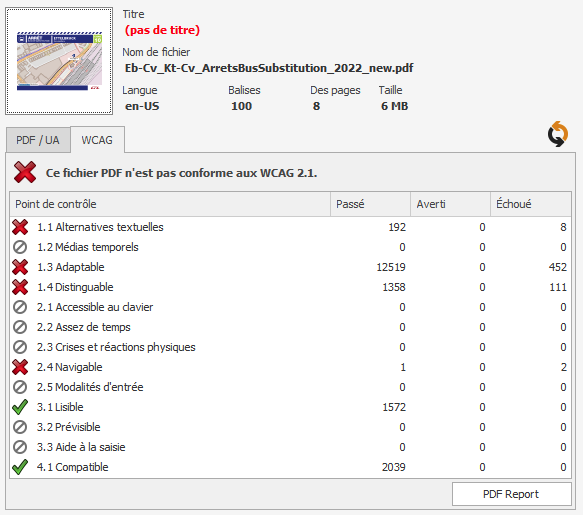 Titre
(pas de titre)
Nom de fichier
Eb-Cv_Kt-Cv_ArretsBusSubstitution_2022_new.pdf
Langue Balises Des pages Taille
en-US 100 8 6 MB
ARRÊT ETTELBRUCK
PDF / UA WCAG
Ce fichier PDF n'est pas conforme aux WCAG 2.1.
Point de contrôle Passé Averti Échoué
1.1 Alternatives textuelles 192 0 8
1.2 Médias temporels 0 0 0
1.3 Adaptable 12519 0 452
1.4 Distinguable 1358 0 111
2.1 Accessible au clavier 0 0 0
2.2 Assez de temps 0 0 0
2.3 Crises et réactions physiques 0 0 0
2.4 Navigable 1 0 2
2.5 Modalités d'entrée 0 0 0
3.1 Lisible 1572 0 0
3.2 Prévisible 0 0 0
3.3 Aide à la saisie 0 0 0
4.1 Compatible 2039 0 0
PDF Report